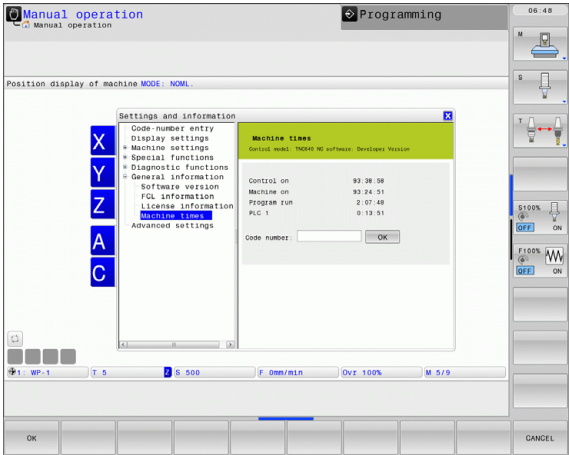 Manual operation
Manual operation
Programming
06:48
Position display of machine MODE: NOML.
M
S
T
Settings and information
X
Code-number entry
Display settings
Machine settings
Special functions
Diagnostic functions
General information
Software version
FCL information
License information
Machine times
Advanced settings
Machine times
Control model: TNC640 NC software: Developer Version
Control on 93:38:58
Machine on 93:24:51
Program run 2:07:48
PLC 1 0:13:51
Code number: OK
X
Y
Z
A
C
S100%
OFF ON
F100% W
OFF ON
1: WP-1 T 5 Z S 500 F 0mm/min Ovr 100% M 5/9
OK CANCEL